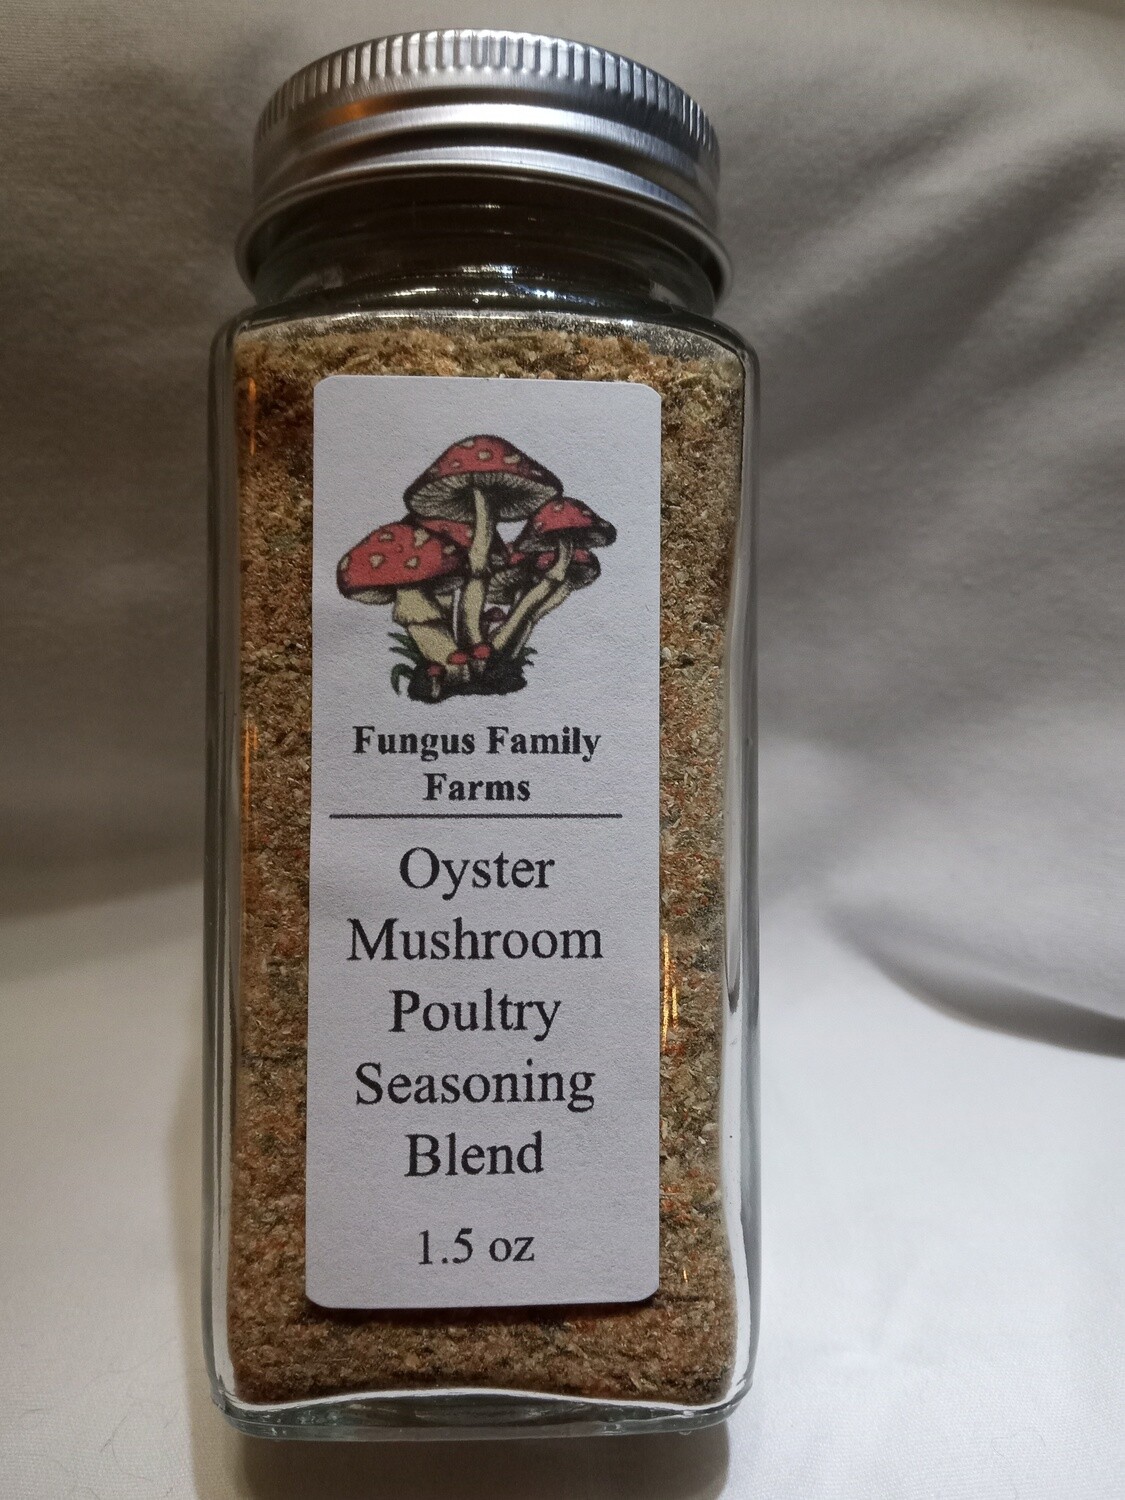 Fungus Family
Farms
Oyster
Mushroom
Poultry
Seasoning
Blend
1.5 oz